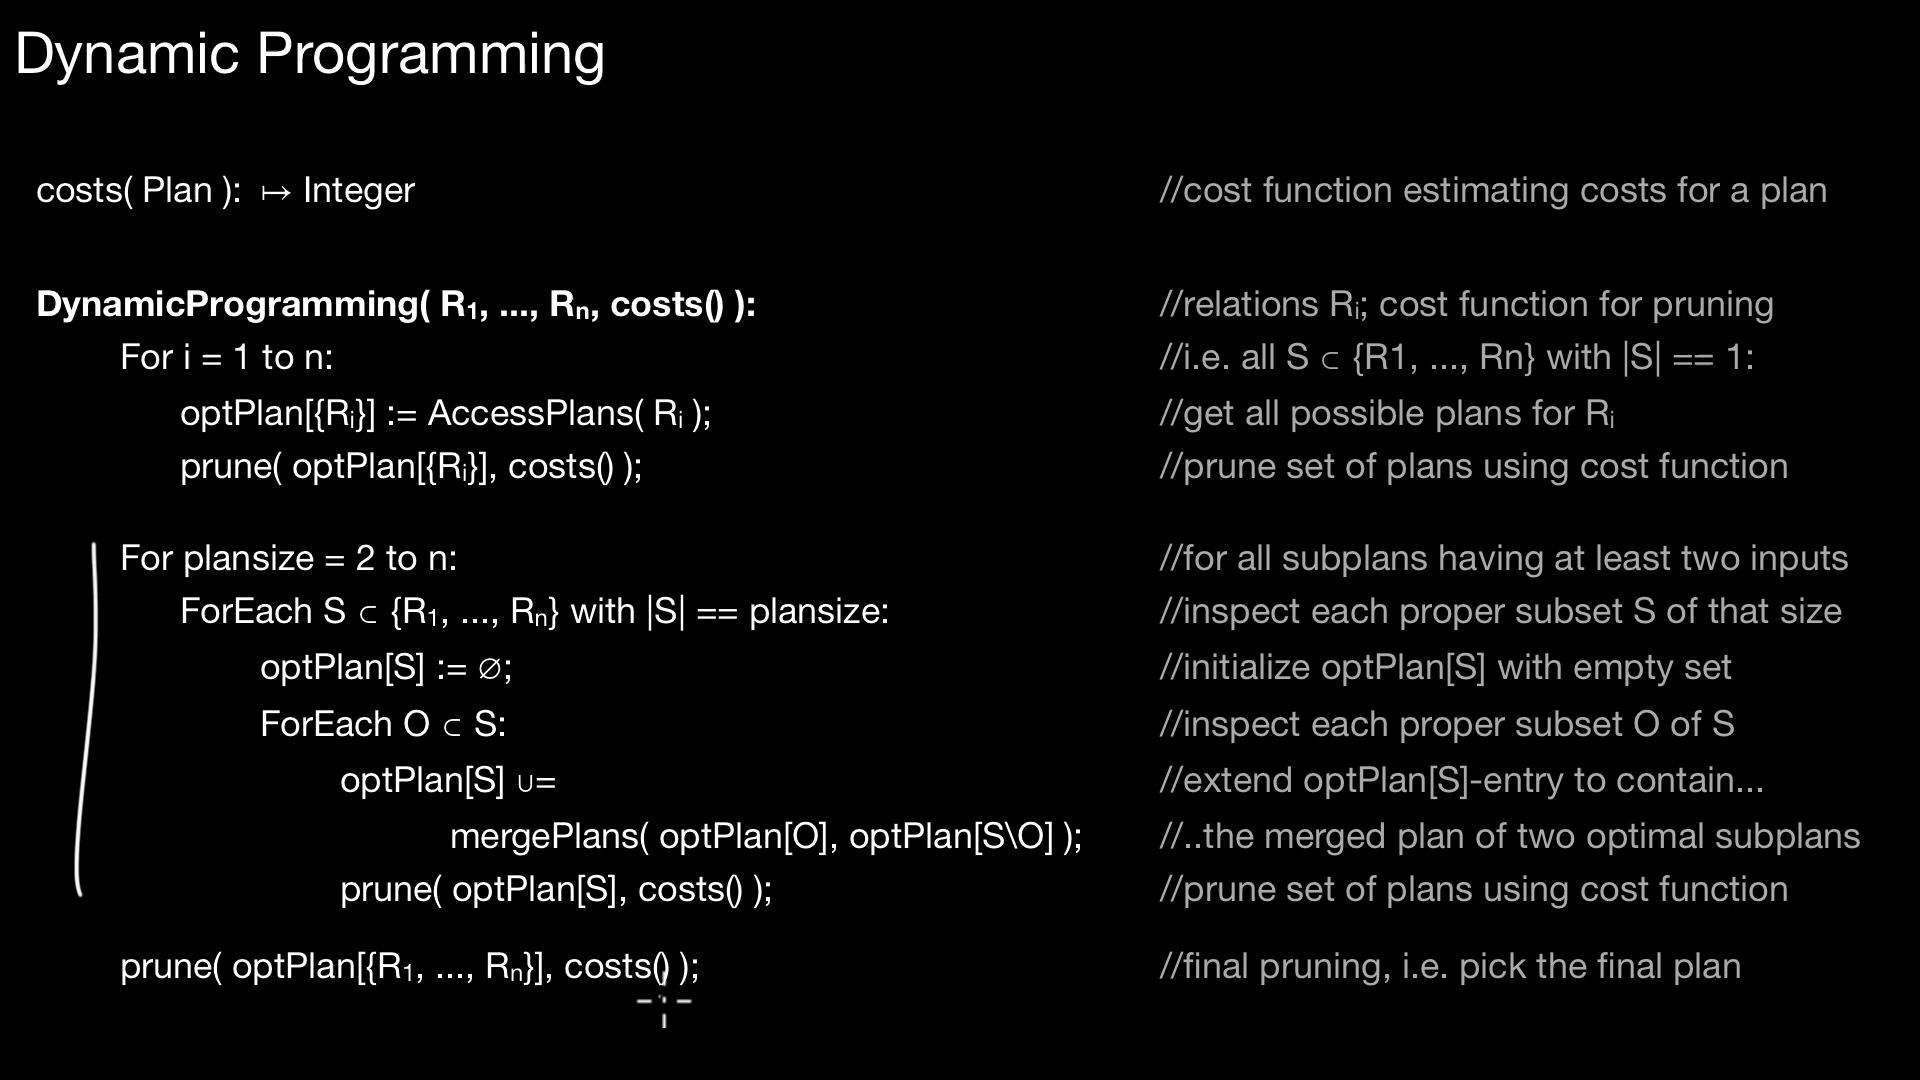 Dynamic Programming
costs( Plan ): ↦ Integer //cost function estimating costs for a plan
DynamicProgramming( R₁, ..., Rₙ, costs() ): //relations Rᵢ; cost function for pruning
For i = 1 to n: //i.e. all S ⊂ {R1, ..., Rn} with |S| == 1:
optPlan[{Rᵢ}] := AccessPlans( Rᵢ ); //get all possible plans for Rᵢ
prune( optPlan[{Rᵢ}], costs() ); //prune set of plans using cost function
For plansize = 2 to n: //for all subplans having at least two inputs
ForEach S ⊂ {R₁, ..., Rₙ} with |S| == plansize: //inspect each proper subset S of that size
optPlan[S] := ∅; //initialize optPlan[S] with empty set
ForEach O ⊂ S: //inspect each proper subset O of S
optPlan[S] ∪= //extend optPlan[S]-entry to contain...
mergePlans( optPlan[O], optPlan[S\O] ); //..the merged plan of two optimal subplans
prune( optPlan[S], costs() ); //prune set of plans using cost function
prune( optPlan[{R₁, ..., Rₙ}], costs() ); //final pruning, i.e. pick the final plan